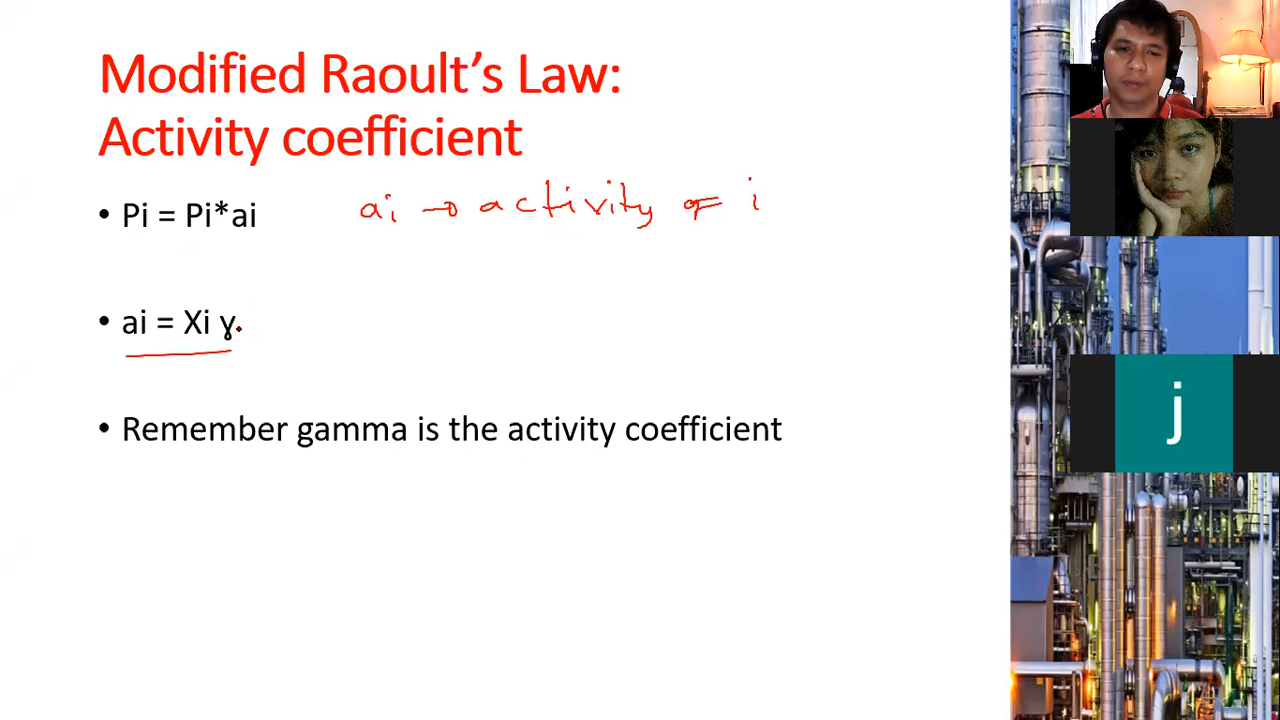 Modified Raoult's Law:
Activity coefficient
• Pi = Pi*ai
ai → activity of i
• ai = Xi ɣ
• Remember gamma is the activity coefficient
j